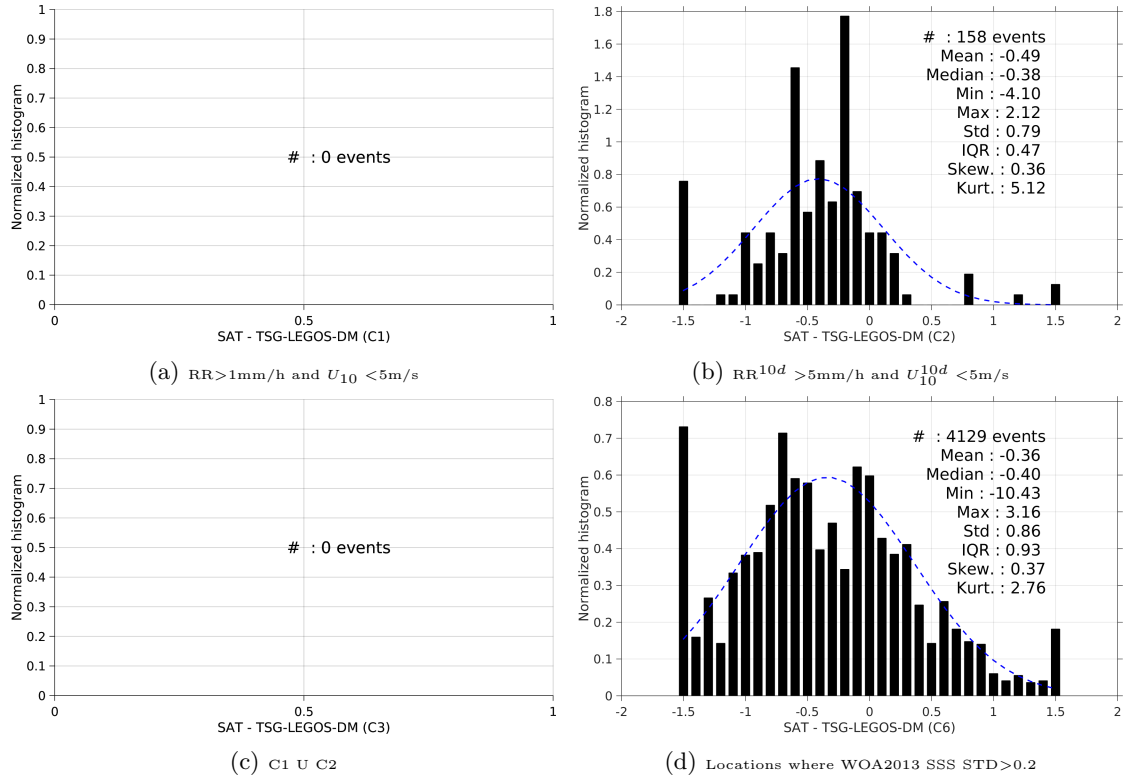 1
0.9
0.8
0.7
0.6
0.5
0.4
0.3
0.2
0.1
0
Normalized histogram
# : 0 events
0 0.5 1
SAT - TSG-LEGOS-DM (C1)
(a) RR>1mm/h and U10 <5m/s
1.8
1.6
1.4
1.2
1
0.8
0.6
0.4
0.2
0
Normalized histogram
# : 158 events
Mean : -0.49
Median : -0.38
Min : -4.10
Max : 2.12
Std : 0.79
IQR : 0.47
Skew. : 0.36
Kurt. : 5.12
-2 -1.5 -1 -0.5 0 0.5 1 1.5 2
SAT - TSG-LEGOS-DM (C2)
(b) RR10d >5mm/h and U10d10 <5m/s
1
0.9
0.8
0.7
0.6
0.5
0.4
0.3
0.2
0.1
0
Normalized histogram
# : 0 events
0 0.5 1
SAT - TSG-LEGOS-DM (C3)
(c) C1 U C2
0.8
0.7
0.6
0.5
0.4
0.3
0.2
0.1
0
Normalized histogram
# : 4129 events
Mean : -0.36
Median : -0.40
Min : -10.43
Max : 3.16
Std : 0.86
IQR : 0.93
Skew. : 0.37
Kurt. : 2.76
-2 -1.5 -1 -0.5 0 0.5 1 1.5 2
SAT - TSG-LEGOS-DM (C6)
(d) Locations where WOA2013 SSS STD>0.2